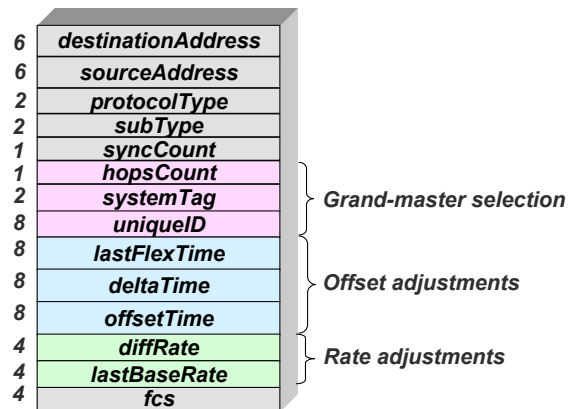 6 destinationAddress
6 sourceAddress
2 protocolType
2 subType
1 syncCount
1 hopsCount
2 systemTag Grand-master selection
8 uniqueID
8 lastFlexTime
8 deltaTime Offset adjustments
8 offsetTime
4 diffRate Rate adjustments
4 lastBaseRate
4 fcs